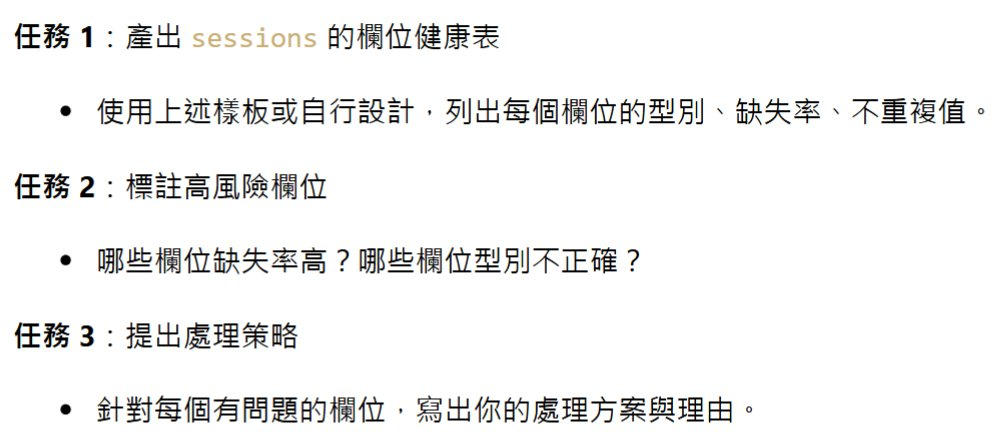 任務 1：產出 sessions 的欄位健康表
• 使用上述樣板或自行設計，列出每個欄位的型別、缺失率、不重複值。
任務 2：標註高風險欄位
• 哪些欄位缺失率高？哪些欄位型別不正確？
任務 3：提出處理策略
• 針對每個有問題的欄位，寫出你的處理方案與理由。